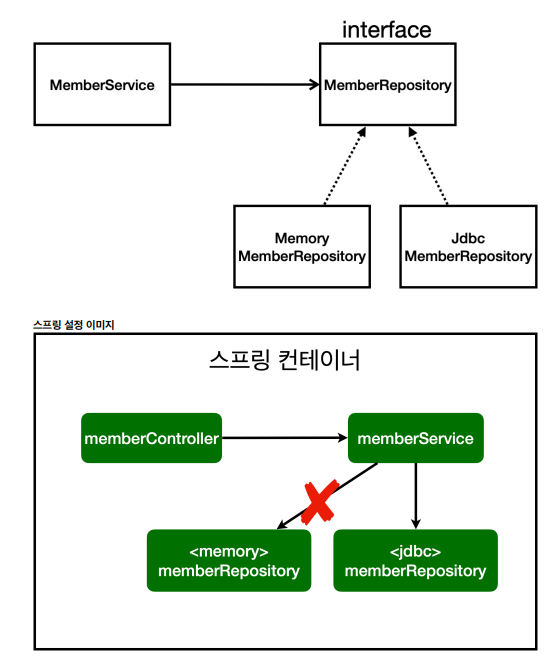 interface
MemberService
MemberRepository
Memory
MemberRepository
Jdbc
MemberRepository
스프링 설정 이미지
스프링 컨테이너
memberController
memberService
<memory>
memberRepository
<jdbc>
memberRepository